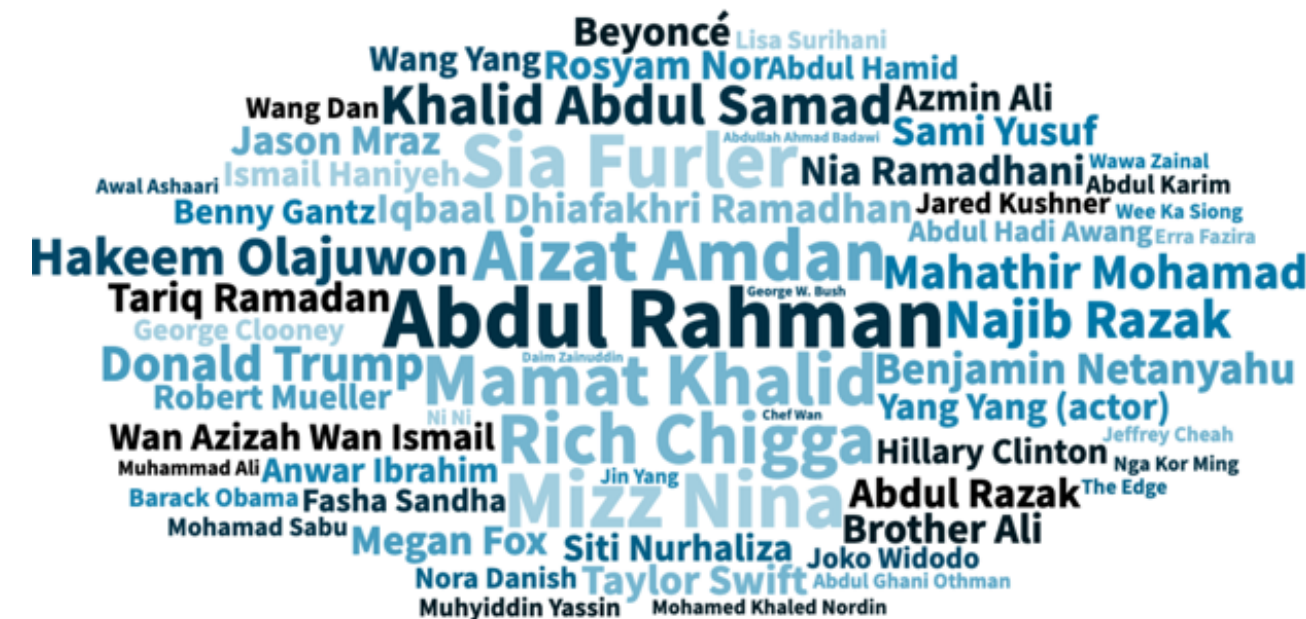 Beyoncé Lisa Surihani
Wang Yang Rosyam Nor Abdul Hamid
Wang Dan Khalid Abdul Samad Azmin Ali
Jason Mraz Sia Furler Abdullah Ahmad Badawi Sami Yusuf
Awal Ashaari Ismail Haniyeh Nia Ramadhani Wawa Zainal
Abdul Karim
Benny Gantz Iqbaal Dhiafakhri Ramadhan Jared Kushner Wee Ka Siong
Abdul Hadi Awang Erra Fazira
Hakeem Olajuwon Aizat Amdan Mahathir Mohamad
Tariq Ramadan Abdul Rahman George W. Bush Najib Razak
George Clooney
Donald Trump Mamat Khalid Daim Zainuddin Benjamin Netanyahu
Robert Mueller Yang Yang (actor)
Ni Ni Chef Wan
Wan Azizah Wan Ismail Rich Chigga Hillary Clinton Jeffrey Cheah
Muhammad Ali Anwar Ibrahim Jin Yang Nga Kor Ming
Barack Obama Fasha Sandha Mizz Nina Abdul Razak The Edge
Mohamad Sabu Brother Ali
Megan Fox Siti Nurhaliza Joko Widodo
Nora Danish Taylor Swift Abdul Ghani Othman
Muhyiddin Yassin Mohamed Khaled Nordin